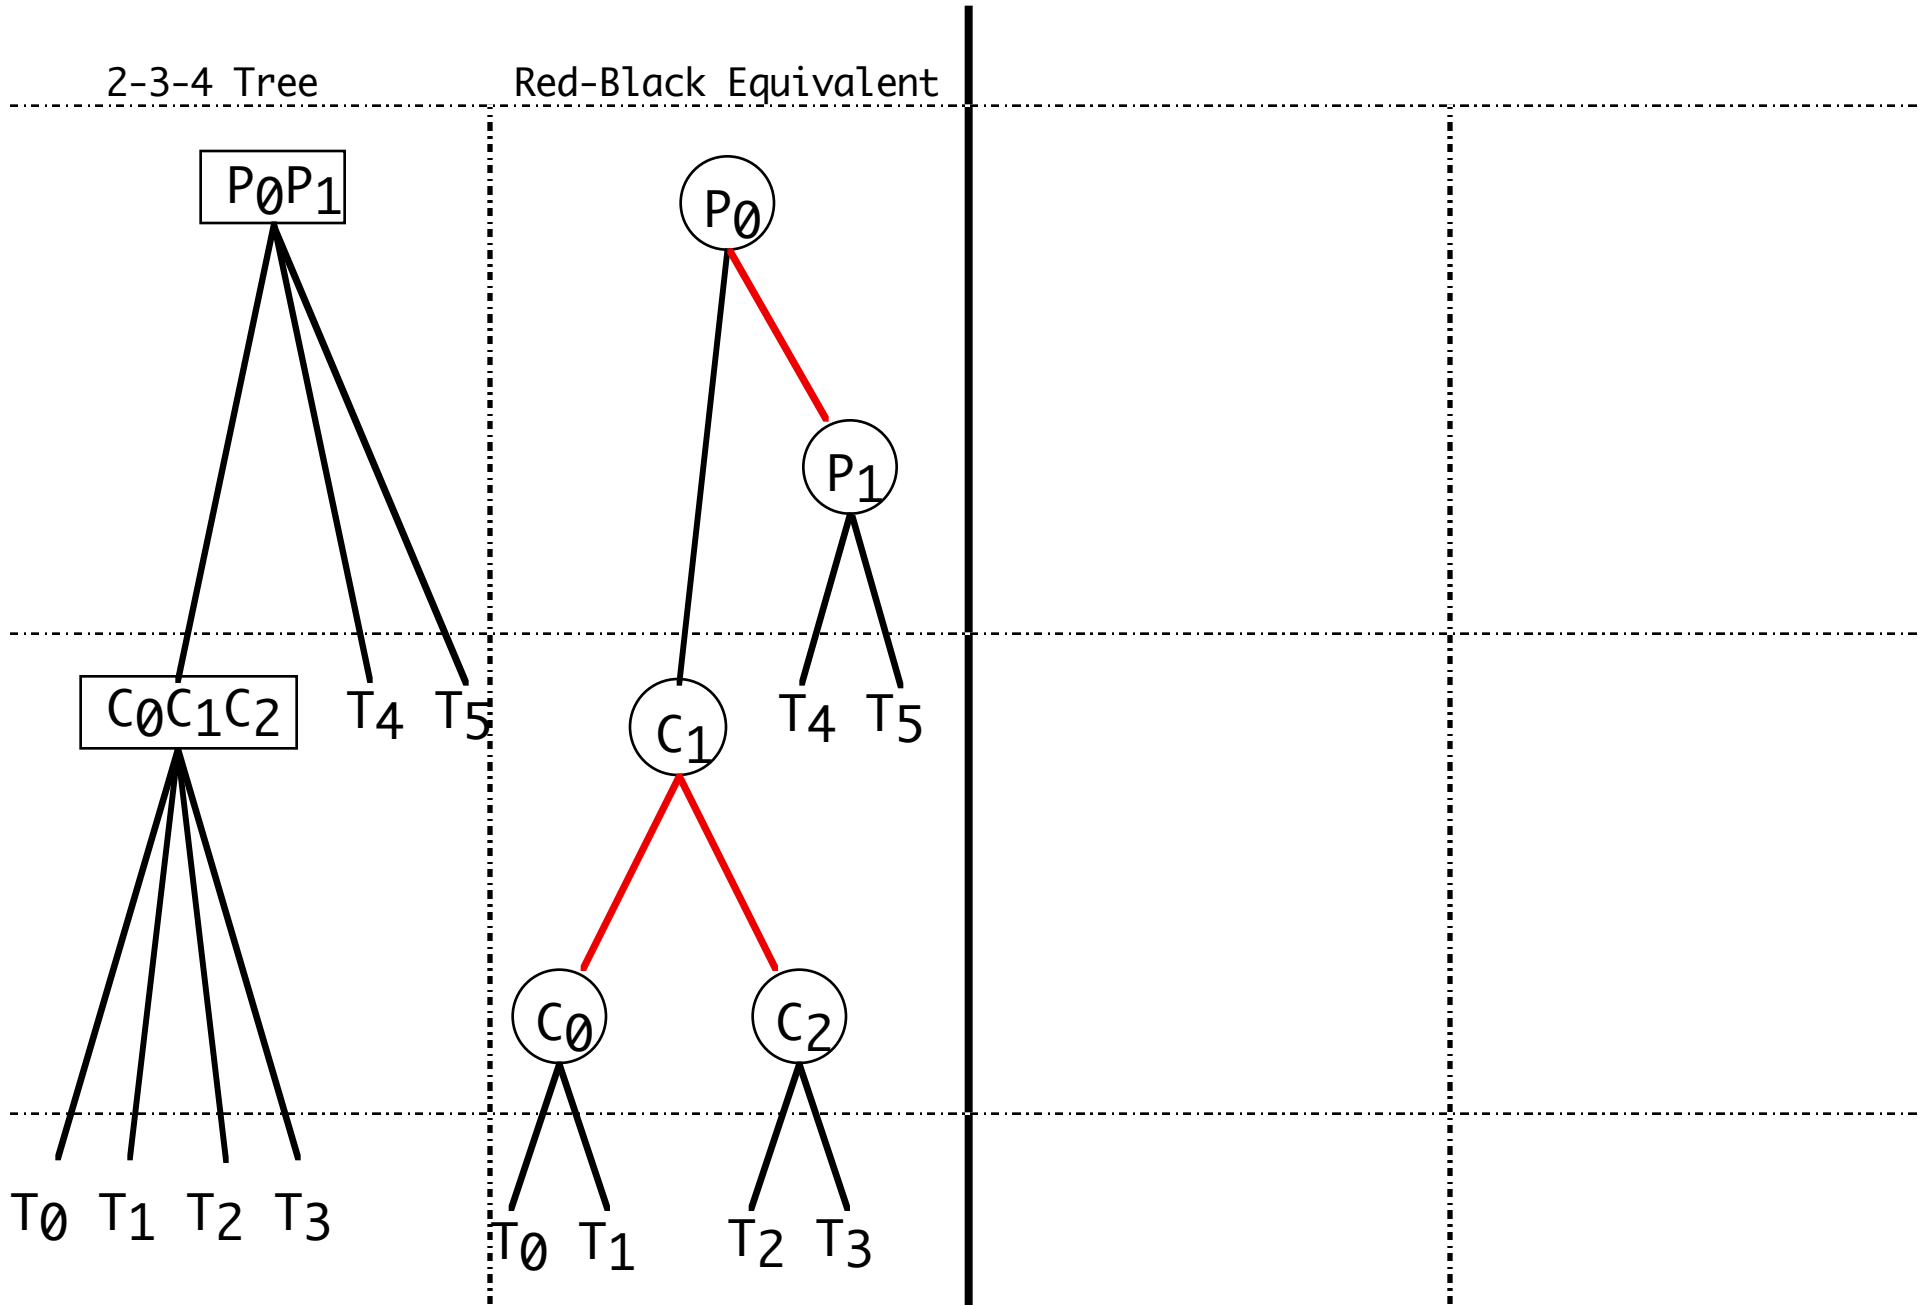 2-3-4 Tree Red-Black Equivalent
P0P1 P0
P1
C0C1C2 T4 T5 C1 T4 T5
C0 C2
T0 T1 T2 T3 T0 T1 T2 T3